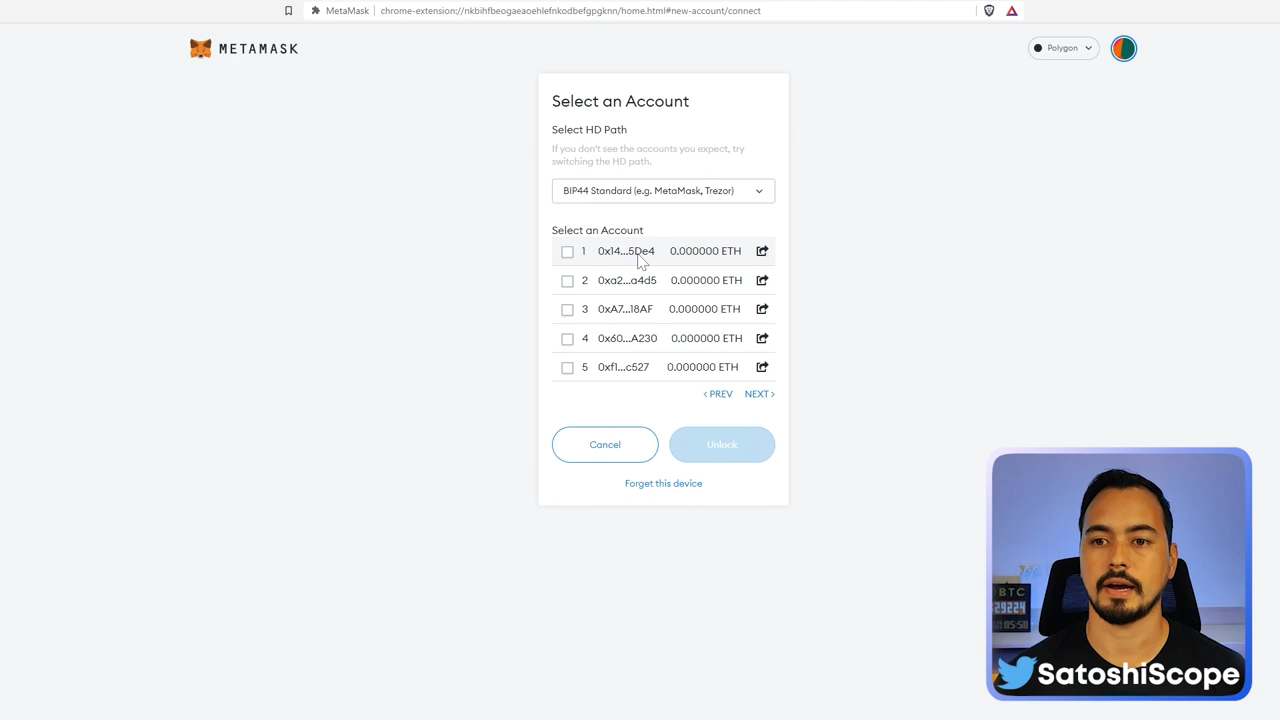 MetaMask chrome-extension://nkbihfbeogaeaoehlefnkodbefgpgknn/home.html#new-account/connect
METAMASK
Polygon
Select an Account
Select HD Path
If you don't see the accounts you expect, try
switching the HD path.
BIP44 Standard (e.g. MetaMask, Trezor)
Select an Account
1 0x14...5De4 0.000000 ETH
2 0xa2...a4d5 0.000000 ETH
3 0xA7...18AF 0.000000 ETH
4 0x60...A230 0.000000 ETH
5 0xf1...c527 0.000000 ETH
< PREV NEXT >
Cancel Unlock
Forget this device
BTC
29224
SatoshiScope